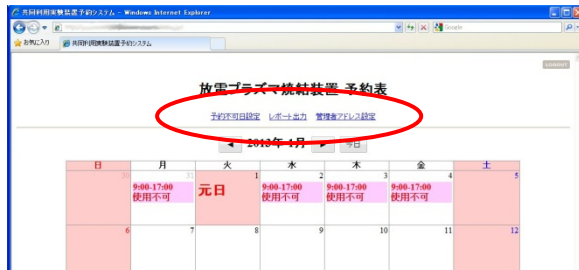 共同利用実験装置予約システム - Windows Internet Explorer
Google
お気に入り 共同利用実験装置予約システム
LOGOUT
放電プラズマ焼結装置 予約表
予約不可日設定 レポート出力 管理者アドレス設定
◄ 2013年 1月 ► 今日
日 月 火 水 木 金 土
30 31 1 2 3 4 5
9:00-17:00 元日 9:00-17:00 9:00-17:00 9:00-17:00
使用不可 使用不可 使用不可 使用不可
6 7 8 9 10 11 12